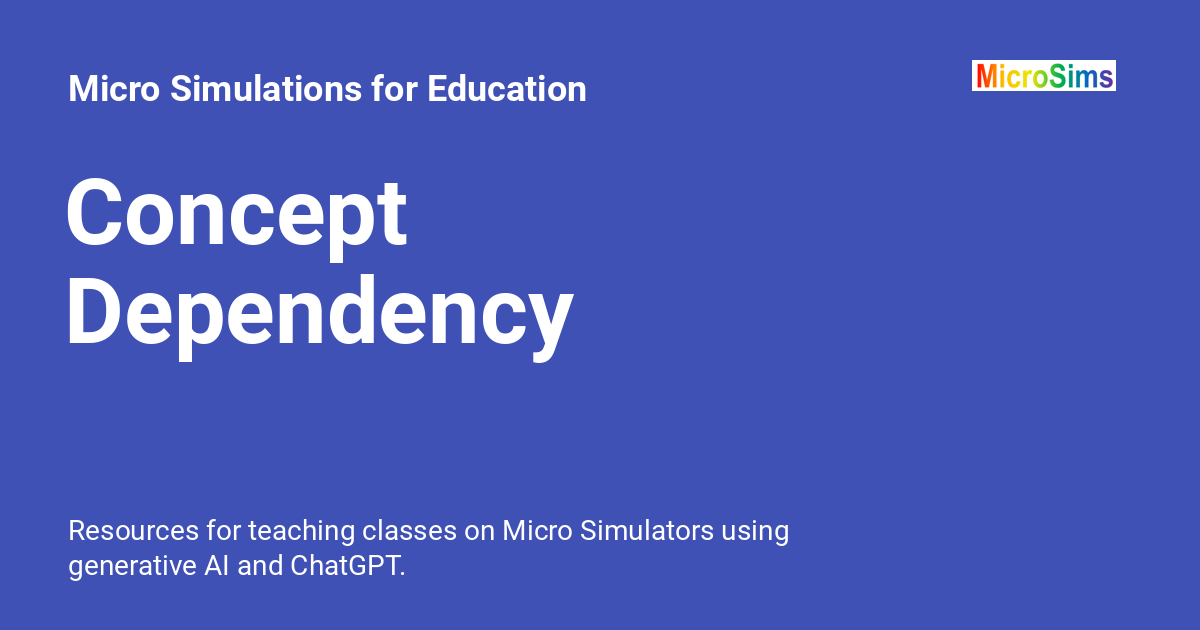 Micro Simulations for Education
MicroSims
Concept
Dependency
Resources for teaching classes on Micro Simulators using
generative AI and ChatGPT.